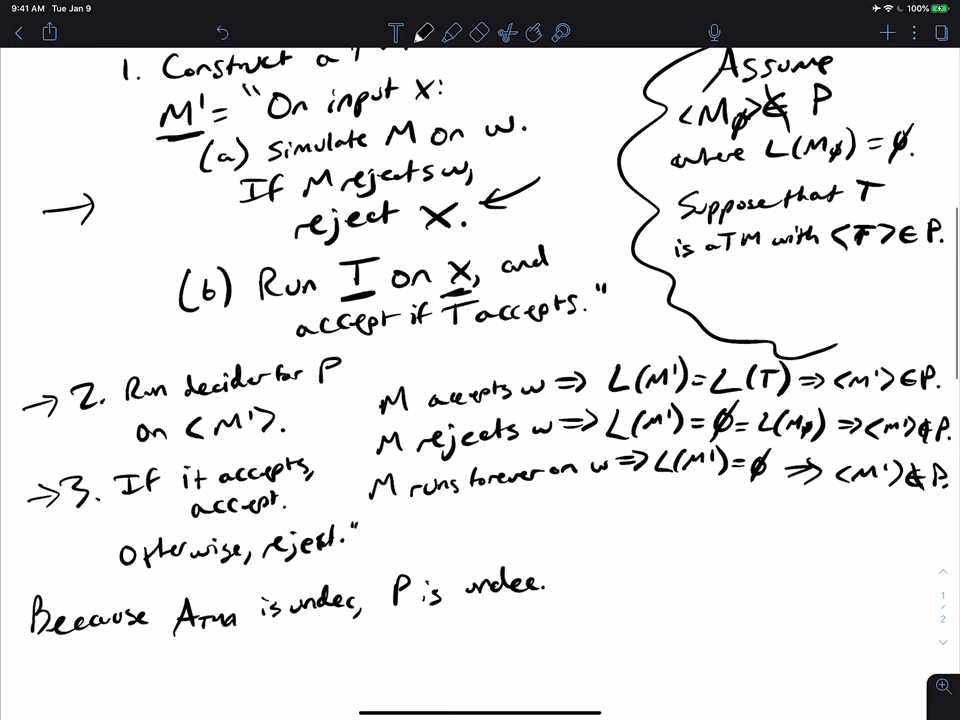 9:41 AM Tue Jan 9
100%
1. Construct a
M' = "On input x:
(a) Simulate M on w.
If M rejects w,
reject x.
(b) Run T on x, and
accept if T accepts."
Assume
<M∅> ∉ P
where L(M∅) = ∅.
Suppose that T
is a TM with <T> ∈ P.
→ 2. Run decider for P
on <M'>.
→ 3. If it accepts,
accept.
Otherwise, reject."
M accepts w ⇒ L(M') = L(T) ⇒ <M'> ∈ P.
M rejects w ⇒ L(M') = ∅ = L(M∅) ⇒ <M'> ∉ P.
M runs forever on w ⇒ L(M') = ∅ ⇒ <M'> ∉ P.
Because ATM is undec, P is undec.
1
/
2